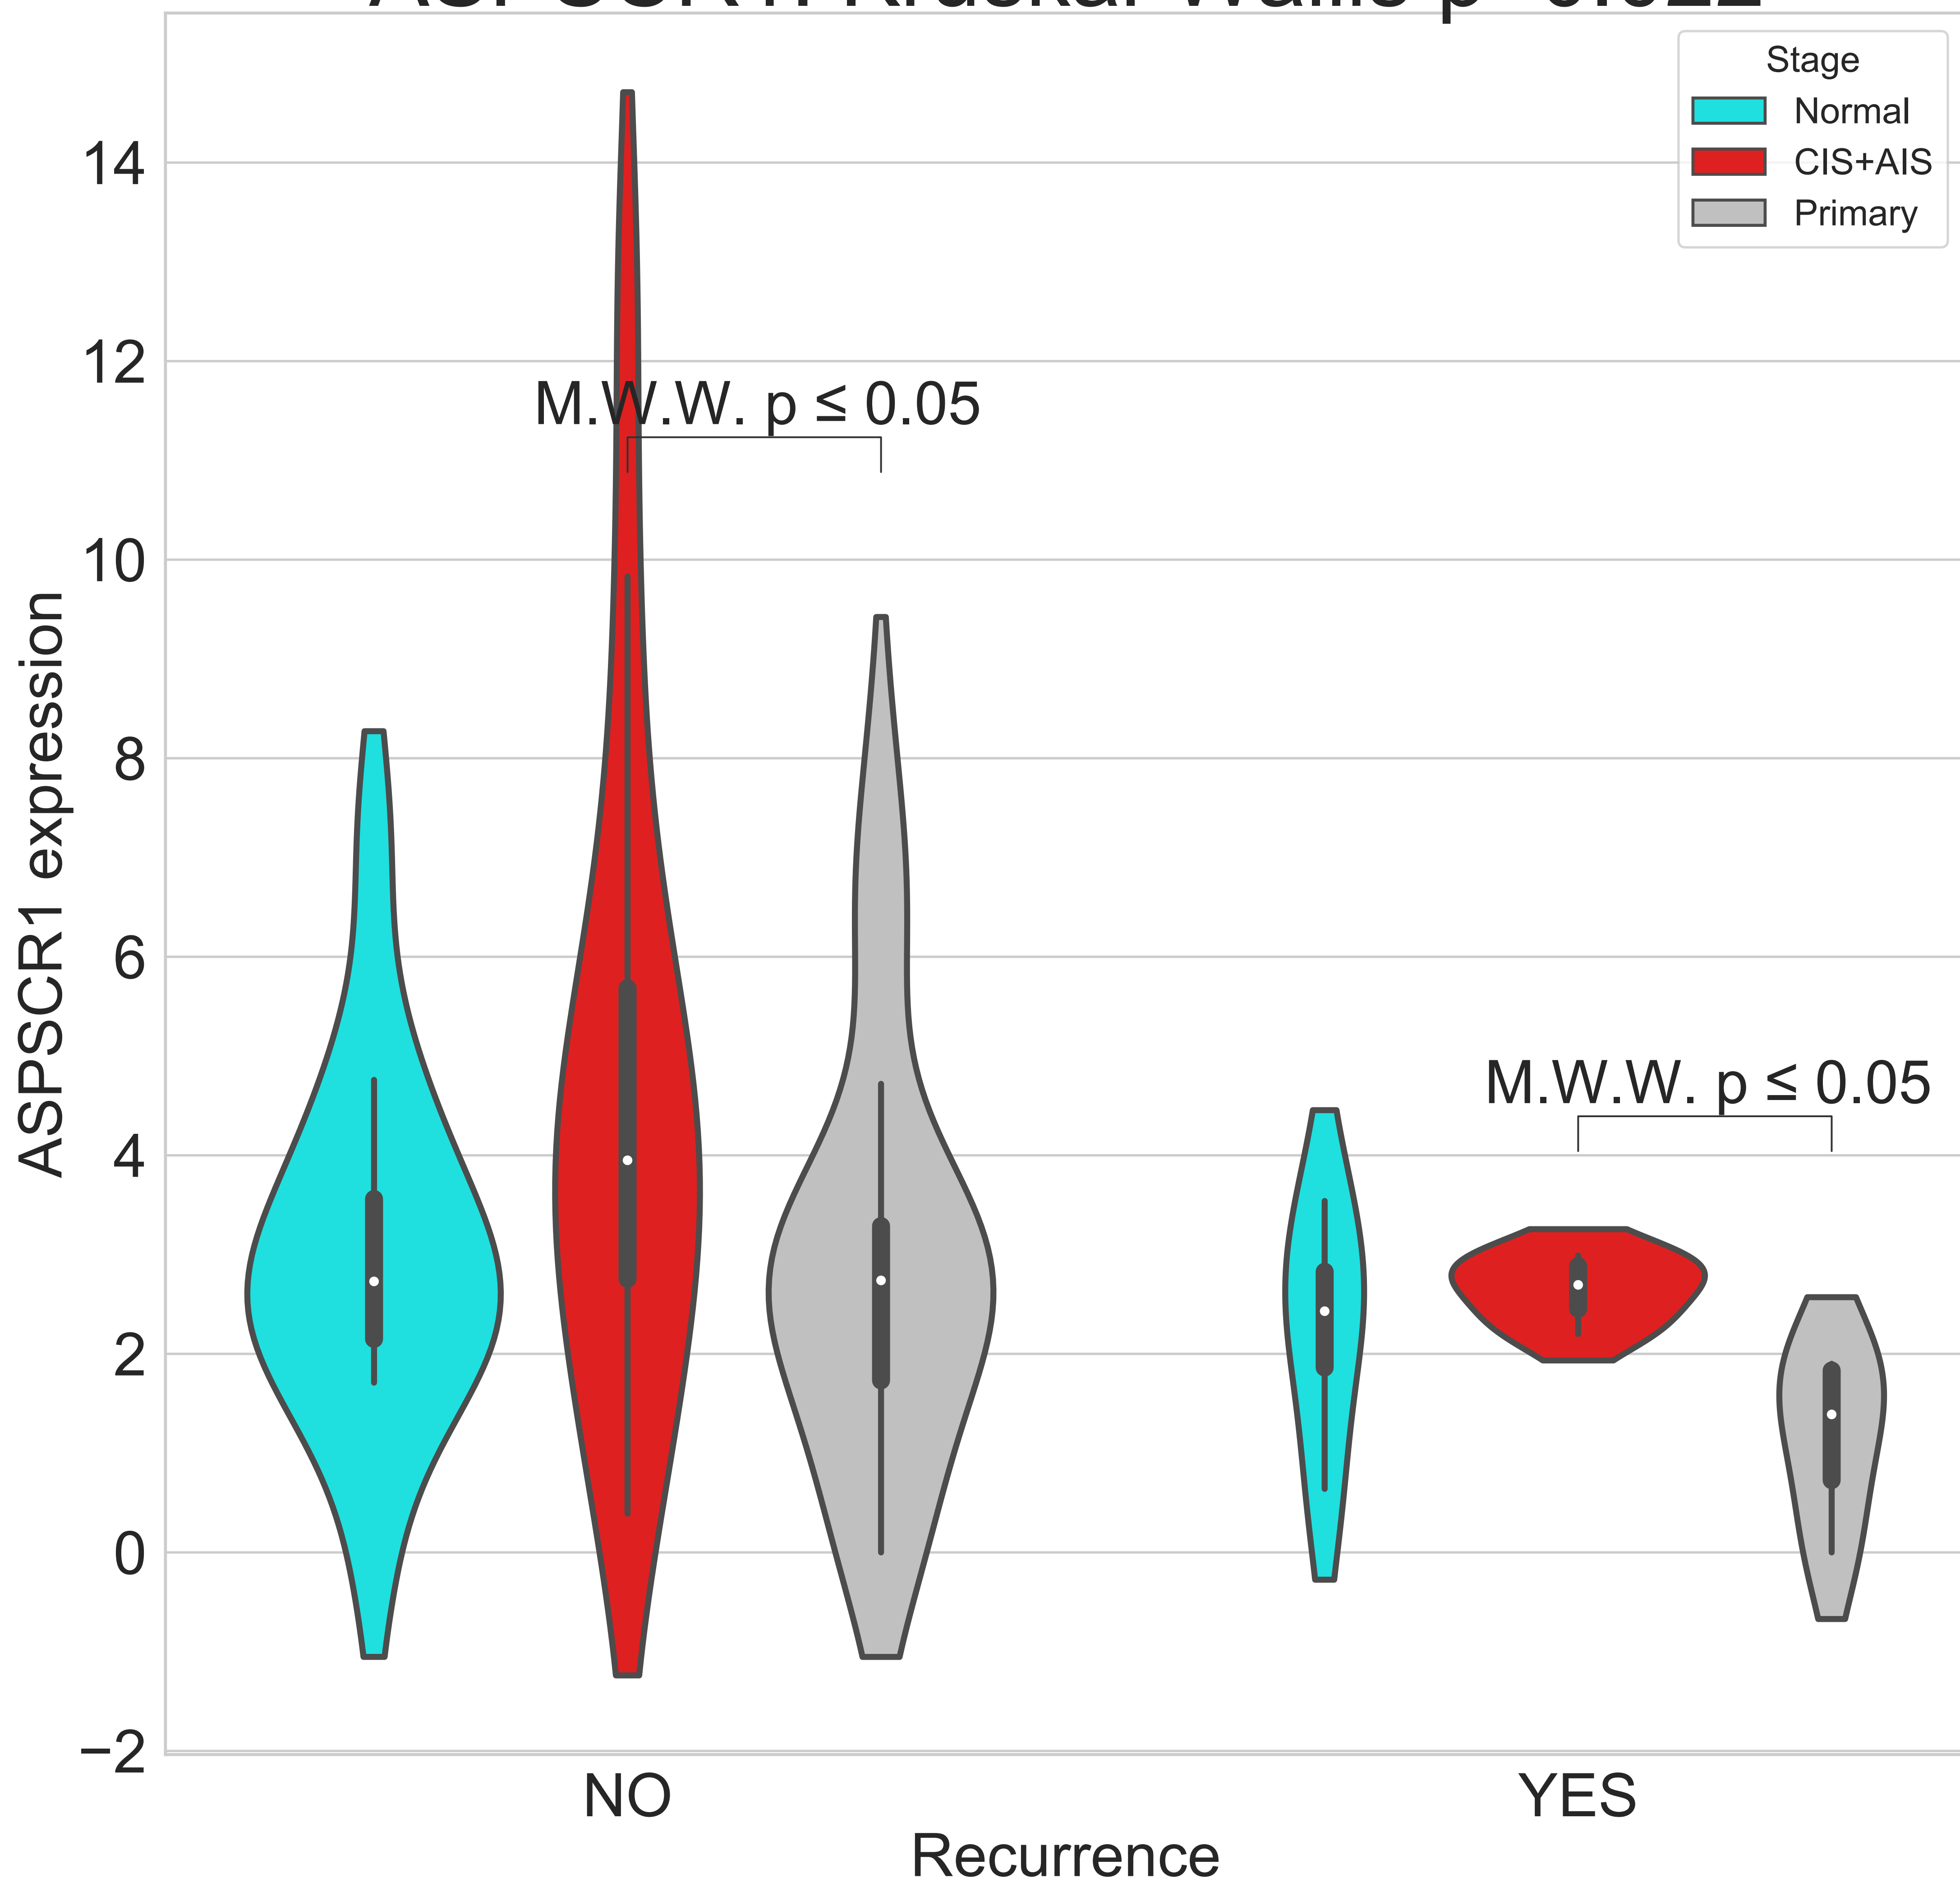 Stage
Normal
CIS+AIS
Primary
14
12
10
8
6
4
2
0
−2
ASPSCR1 expression
M.W.W. p ≤ 0.05
M.W.W. p ≤ 0.05
NO
YES
Recurrence